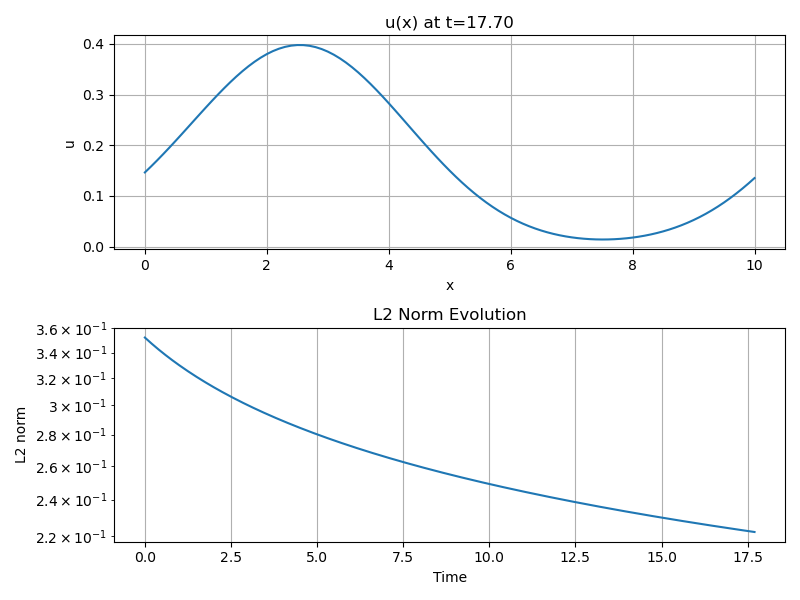 u(x) at t=17.70
0.4
0.3
0.2
0.1
0.0
u
0 2 4 6 8 10
x
L2 Norm Evolution
3.6 × 10⁻¹
3.4 × 10⁻¹
3.2 × 10⁻¹
3 × 10⁻¹
2.8 × 10⁻¹
2.6 × 10⁻¹
2.4 × 10⁻¹
2.2 × 10⁻¹
L2 norm
0.0 2.5 5.0 7.5 10.0 12.5 15.0 17.5
Time